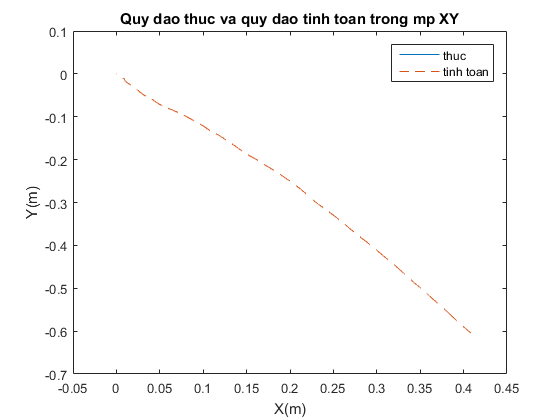 Quy dao thuc va quy dao tinh toan trong mp XY
thuc
tinh toan
0.1
0
-0.1
-0.2
-0.3
-0.4
-0.5
-0.6
-0.7
Y(m)
-0.05 0 0.05 0.1 0.15 0.2 0.25 0.3 0.35 0.4 0.45
X(m)